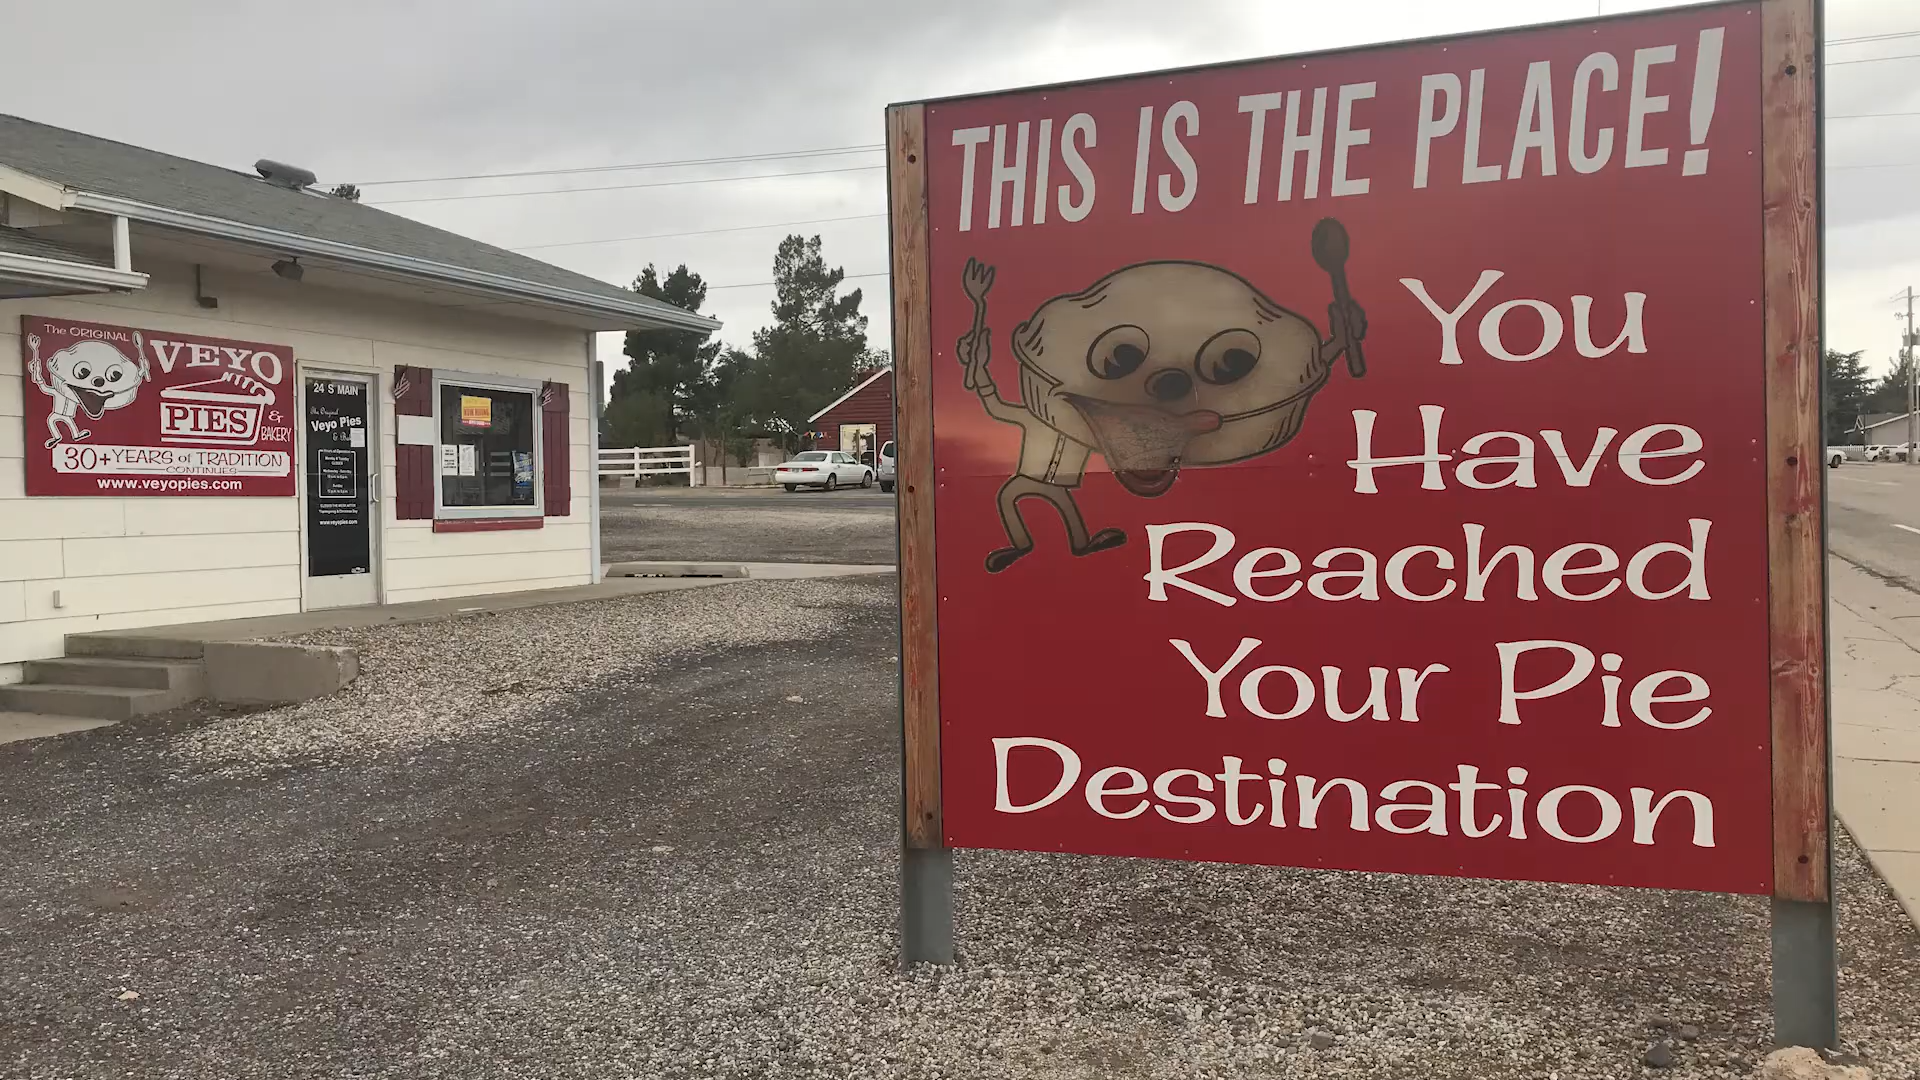 THIS IS THE PLACE!
You
Have
Reached
Your Pie
Destination
The ORIGINAL
VEYO
PIES &
BAKERY
30+YEARS of TRADITION
CONTINUES
www.veyopies.com
24 S MAIN
The Original
Veyo Pies
NOW HIRING
www.veyopies.com